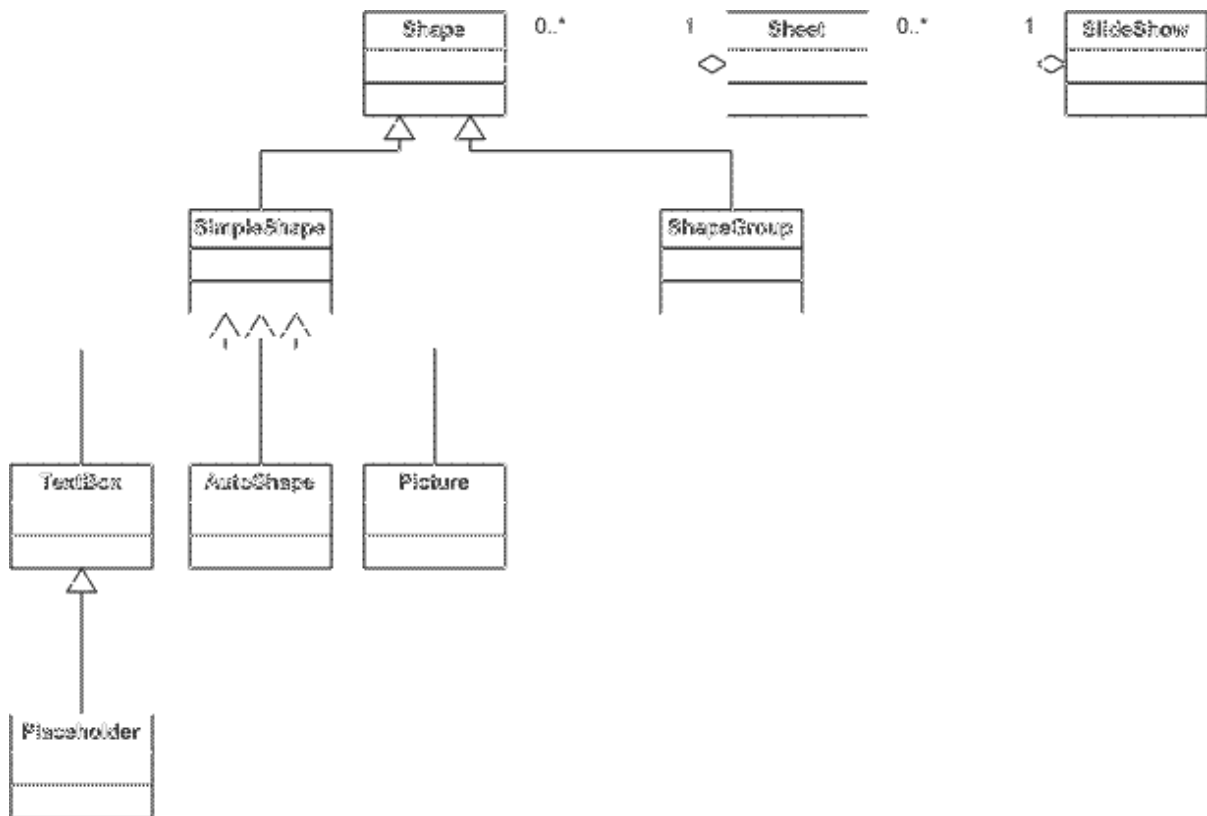 Shape 0..* 1 Sheet 0..* 1 SlideShow
SimpleShape ShapeGroup
TextBox AutoShape Picture
Placeholder